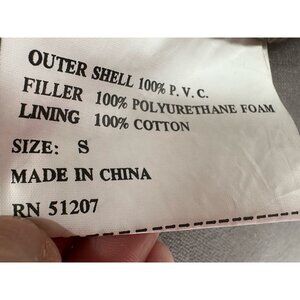 OUTER SHELL 100% P.V.C.
FILLER 100% POLYURETHANE FOAM
LINING 100% COTTON
SIZE: S
MADE IN CHINA
RN 51207